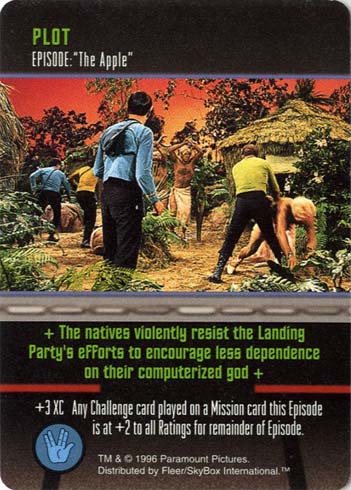 PLOT
EPISODE: "The Apple"
+ The natives violently resist the Landing
Party's efforts to encourage less dependence
on their computerized god +
+3 XC Any Challenge card played on a Mission card this Episode
is at +2 to all Ratings for remainder of Episode.
TM & © 1996 Paramount Pictures.
Distributed by Fleer/SkyBox International.™